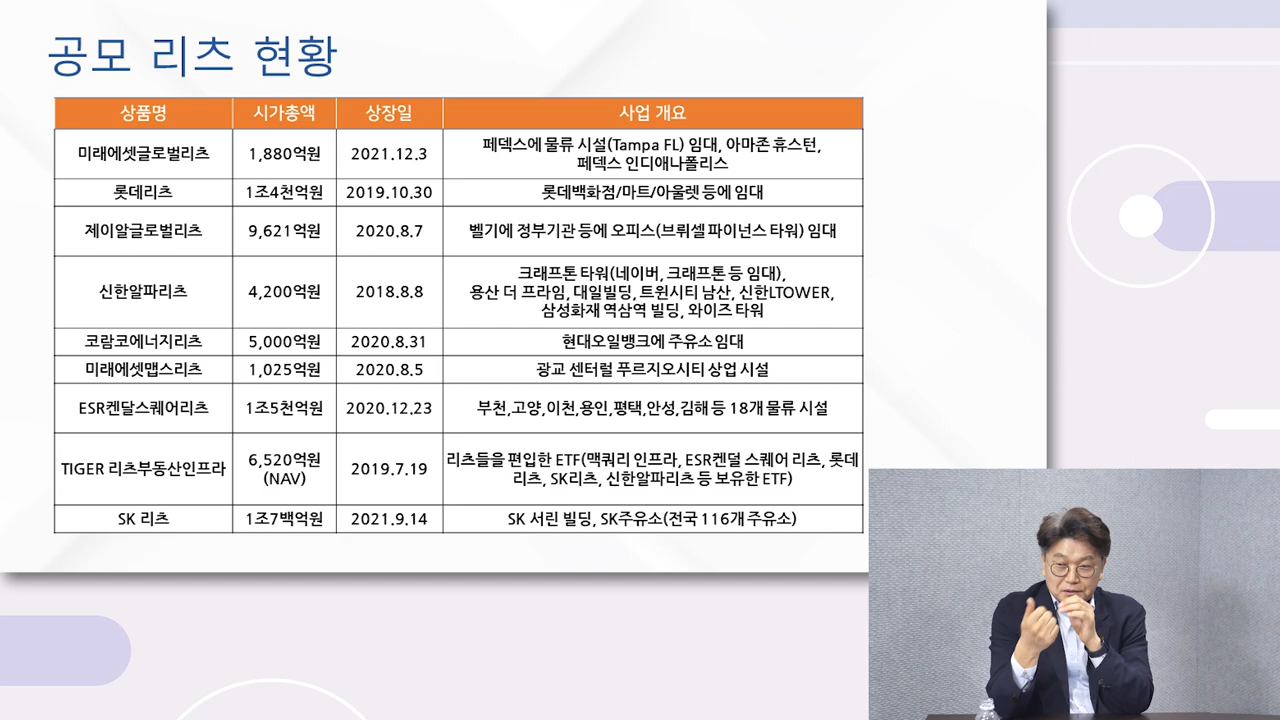 공모 리츠 현황
상품명 시가총액 상장일 사업 개요
미래에셋글로벌리츠 1,880억원 2021.12.3 페덱스에 물류 시설(Tampa FL) 임대, 아마존 휴스턴,
페덱스 인디애나폴리스
롯데리츠 1조4천억원 2019.10.30 롯데백화점/마트/아울렛 등에 임대
제이알글로벌리츠 9,621억원 2020.8.7 벨기에 정부기관 등에 오피스(브뤼셀 파이넌스 타워) 임대
신한알파리츠 4,200억원 2018.8.8 크래프톤 타워(네이버, 크래프톤 등 임대),
용산 더 프라임, 대일빌딩, 트윈시티 남산, 신한LTOWER,
삼성화재 역삼역 빌딩, 와이즈 타워
코람코에너지리츠 5,000억원 2020.8.31 현대오일뱅크에 주유소 임대
미래에셋맵스리츠 1,025억원 2020.8.5 광교 센터럴 푸르지오시티 상업 시설
ESR켄달스퀘어리츠 1조5천억원 2020.12.23 부천,고양,이천,용인,평택,안성,김해 등 18개 물류 시설
TIGER 리츠부동산인프라 6,520억원 (NAV) 2019.7.19 리츠들을 편입한 ETF(맥쿼리 인프라, ESR켄덜 스퀘어 리츠, 롯데
리츠, SK리츠, 신한알파리츠 등 보유한 ETF)
SK 리츠 1조7백억원 2021.9.14 SK 서린 빌딩, SK주유소(전국 116개 주유소)